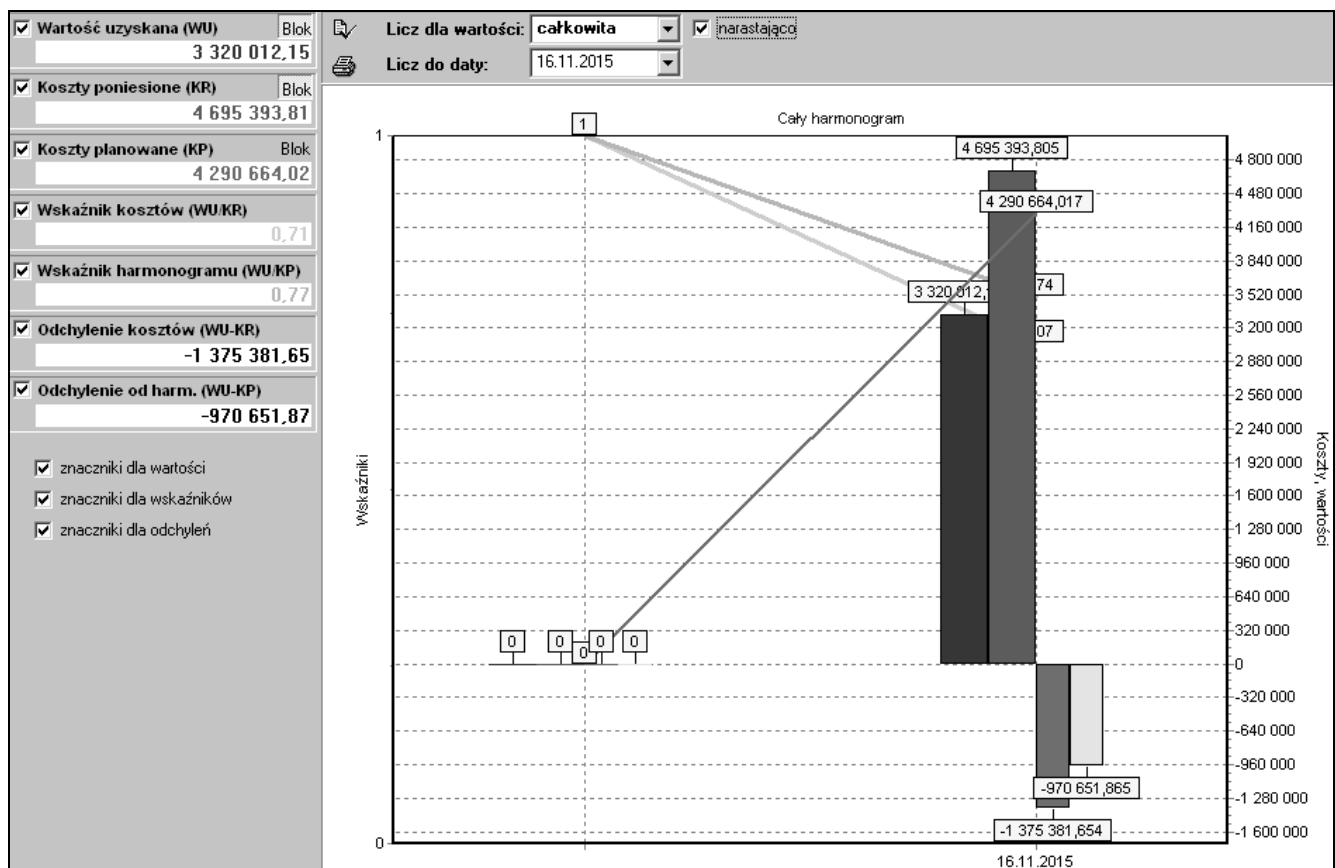 Wartość uzyskana (WU) Blok
3 320 012,15
Koszty poniesione (KR) Blok
4 695 393,81
Koszty planowane (KP) Blok
4 290 664,02
Wskaźnik kosztów (WU/KR)
0,71
Wskaźnik harmonogramu (WU/KP)
0,77
Odchylenie kosztów (WU-KR)
-1 375 381,65
Odchylenie od harm. (WU-KP)
-970 651,87
znaczniki dla wartości
znaczniki dla wskaźników
znaczniki dla odchyleń
Licz dla wartości: całkowita narastająco
Licz do daty: 16.11.2015
Cały harmonogram
1
1
4 695 393,805
4 290 664,017
3 320 012,1
74
07
0
0
0
0
0
-970 651,865
-1 375 381,654
0
16.11.2015
Wskaźniki
4 800 000
4 480 000
4 160 000
3 840 000
3 520 000
3 200 000
2 880 000
2 560 000
2 240 000
1 920 000
1 600 000
1 280 000
960 000
640 000
320 000
0
-320 000
-640 000
-960 000
-1 280 000
-1 600 000
Koszty, wartości